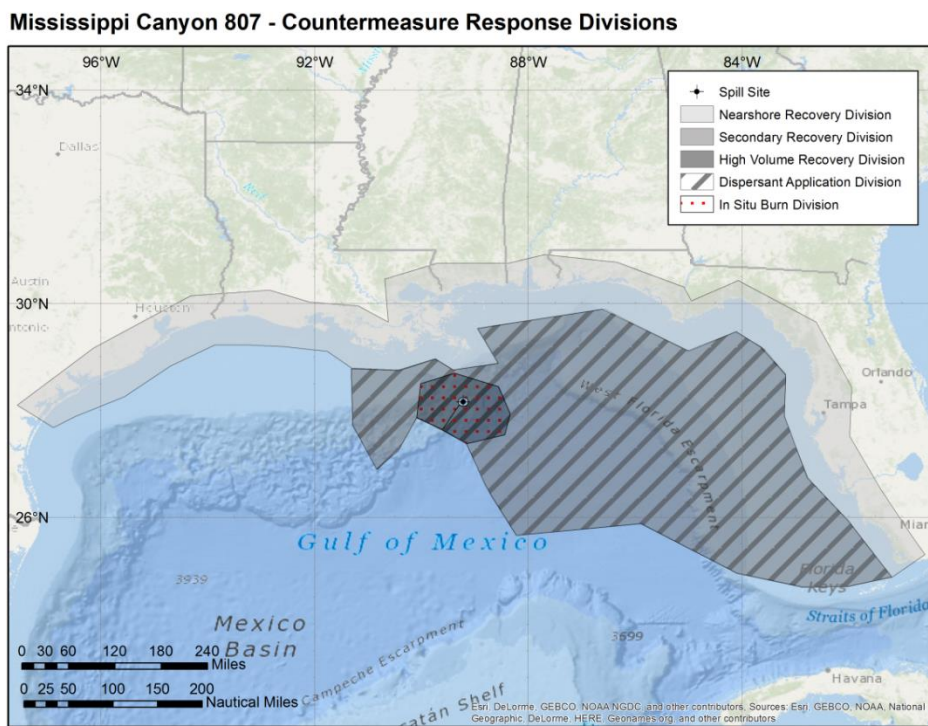 Mississippi Canyon 807 - Countermeasure Response Divisions
96°W
92°W
88°W
84°W
34°N
30°N
26°N
Spill Site
Nearshore Recovery Division
Secondary Recovery Division
High Volume Recovery Division
Dispersant Application Division
In Situ Burn Division
Dallas
Red
Austin
Houston
Orlando
Tampa
West Florida Escarpment
Gulf of Mexico
Florida
Keys
Straits of Florida
3939
Mexico
Basin
3699
Campeche Escarpment
Havana
0 30 60 120 180 240
Miles
0 25 50 100 150 200
Nautical Miles
Esri, DeLorme, GEBCO, NOAA NGDC, and other contributors, Sources: Esri, GEBCO, NOAA, National
Geographic, DeLorme, HERE, Geonames.org, and other contributors